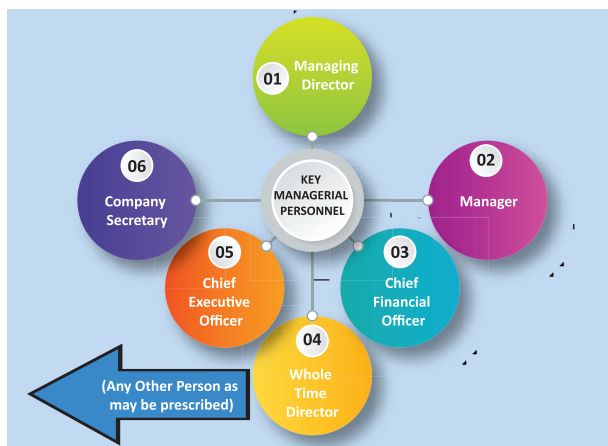 01
Managing
Director
02
Manager
03
Chief
Financial
Officer
04
Whole
Time
Director
05
Chief
Executive
Officer
06
Company
Secretary
KEY
MANAGERIAL
PERSONNEL
(Any Other Person as
may be prescribed)